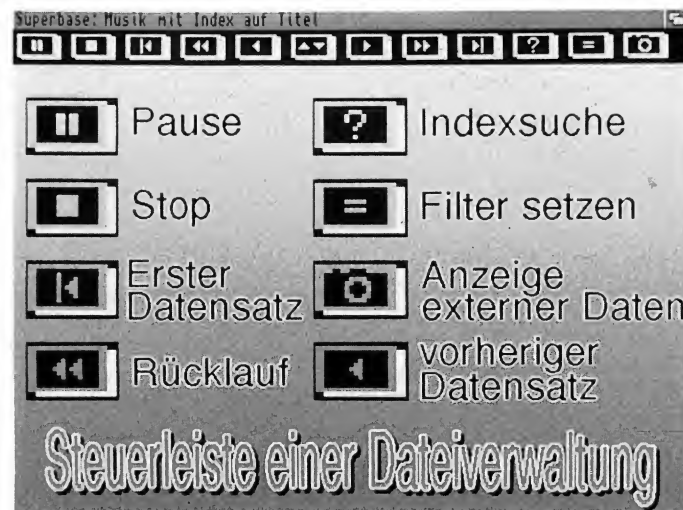 Superbase: Musik mit Index auf Titel
Pause
? Indexsuche
Stop
= Filter setzen
Erster
Datensatz
Anzeige
externer Daten
Rücklauf
vorheriger
Datensatz
Steuerleiste einer Dateiverwaltung